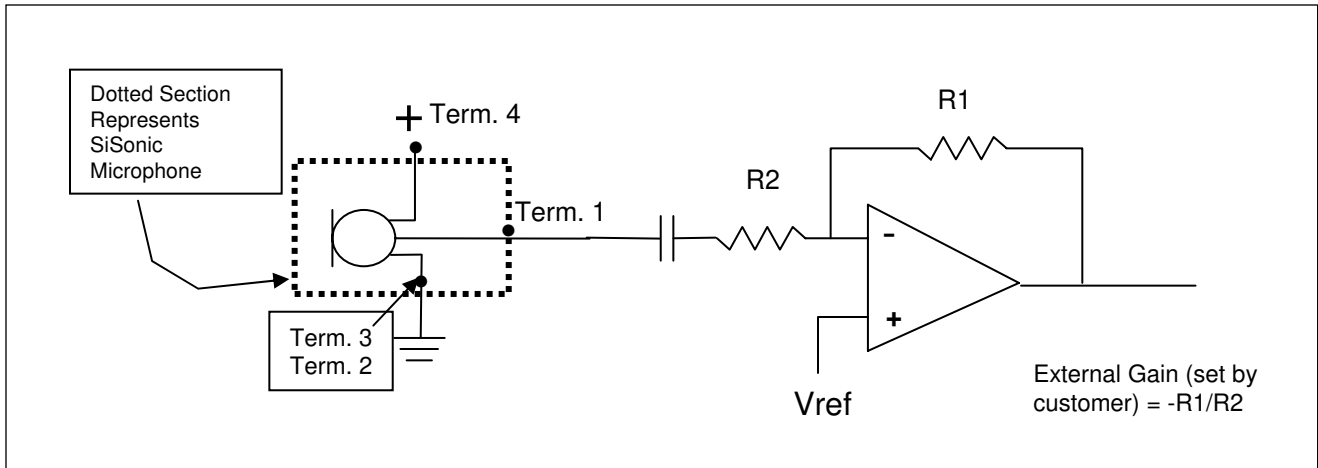 Dotted Section
Represents
SiSonic
Microphone
+ Term. 4
Term. 1
Term. 3
Term. 2
R2
R1
-
+
Vref
External Gain (set by
customer) = -R1/R2